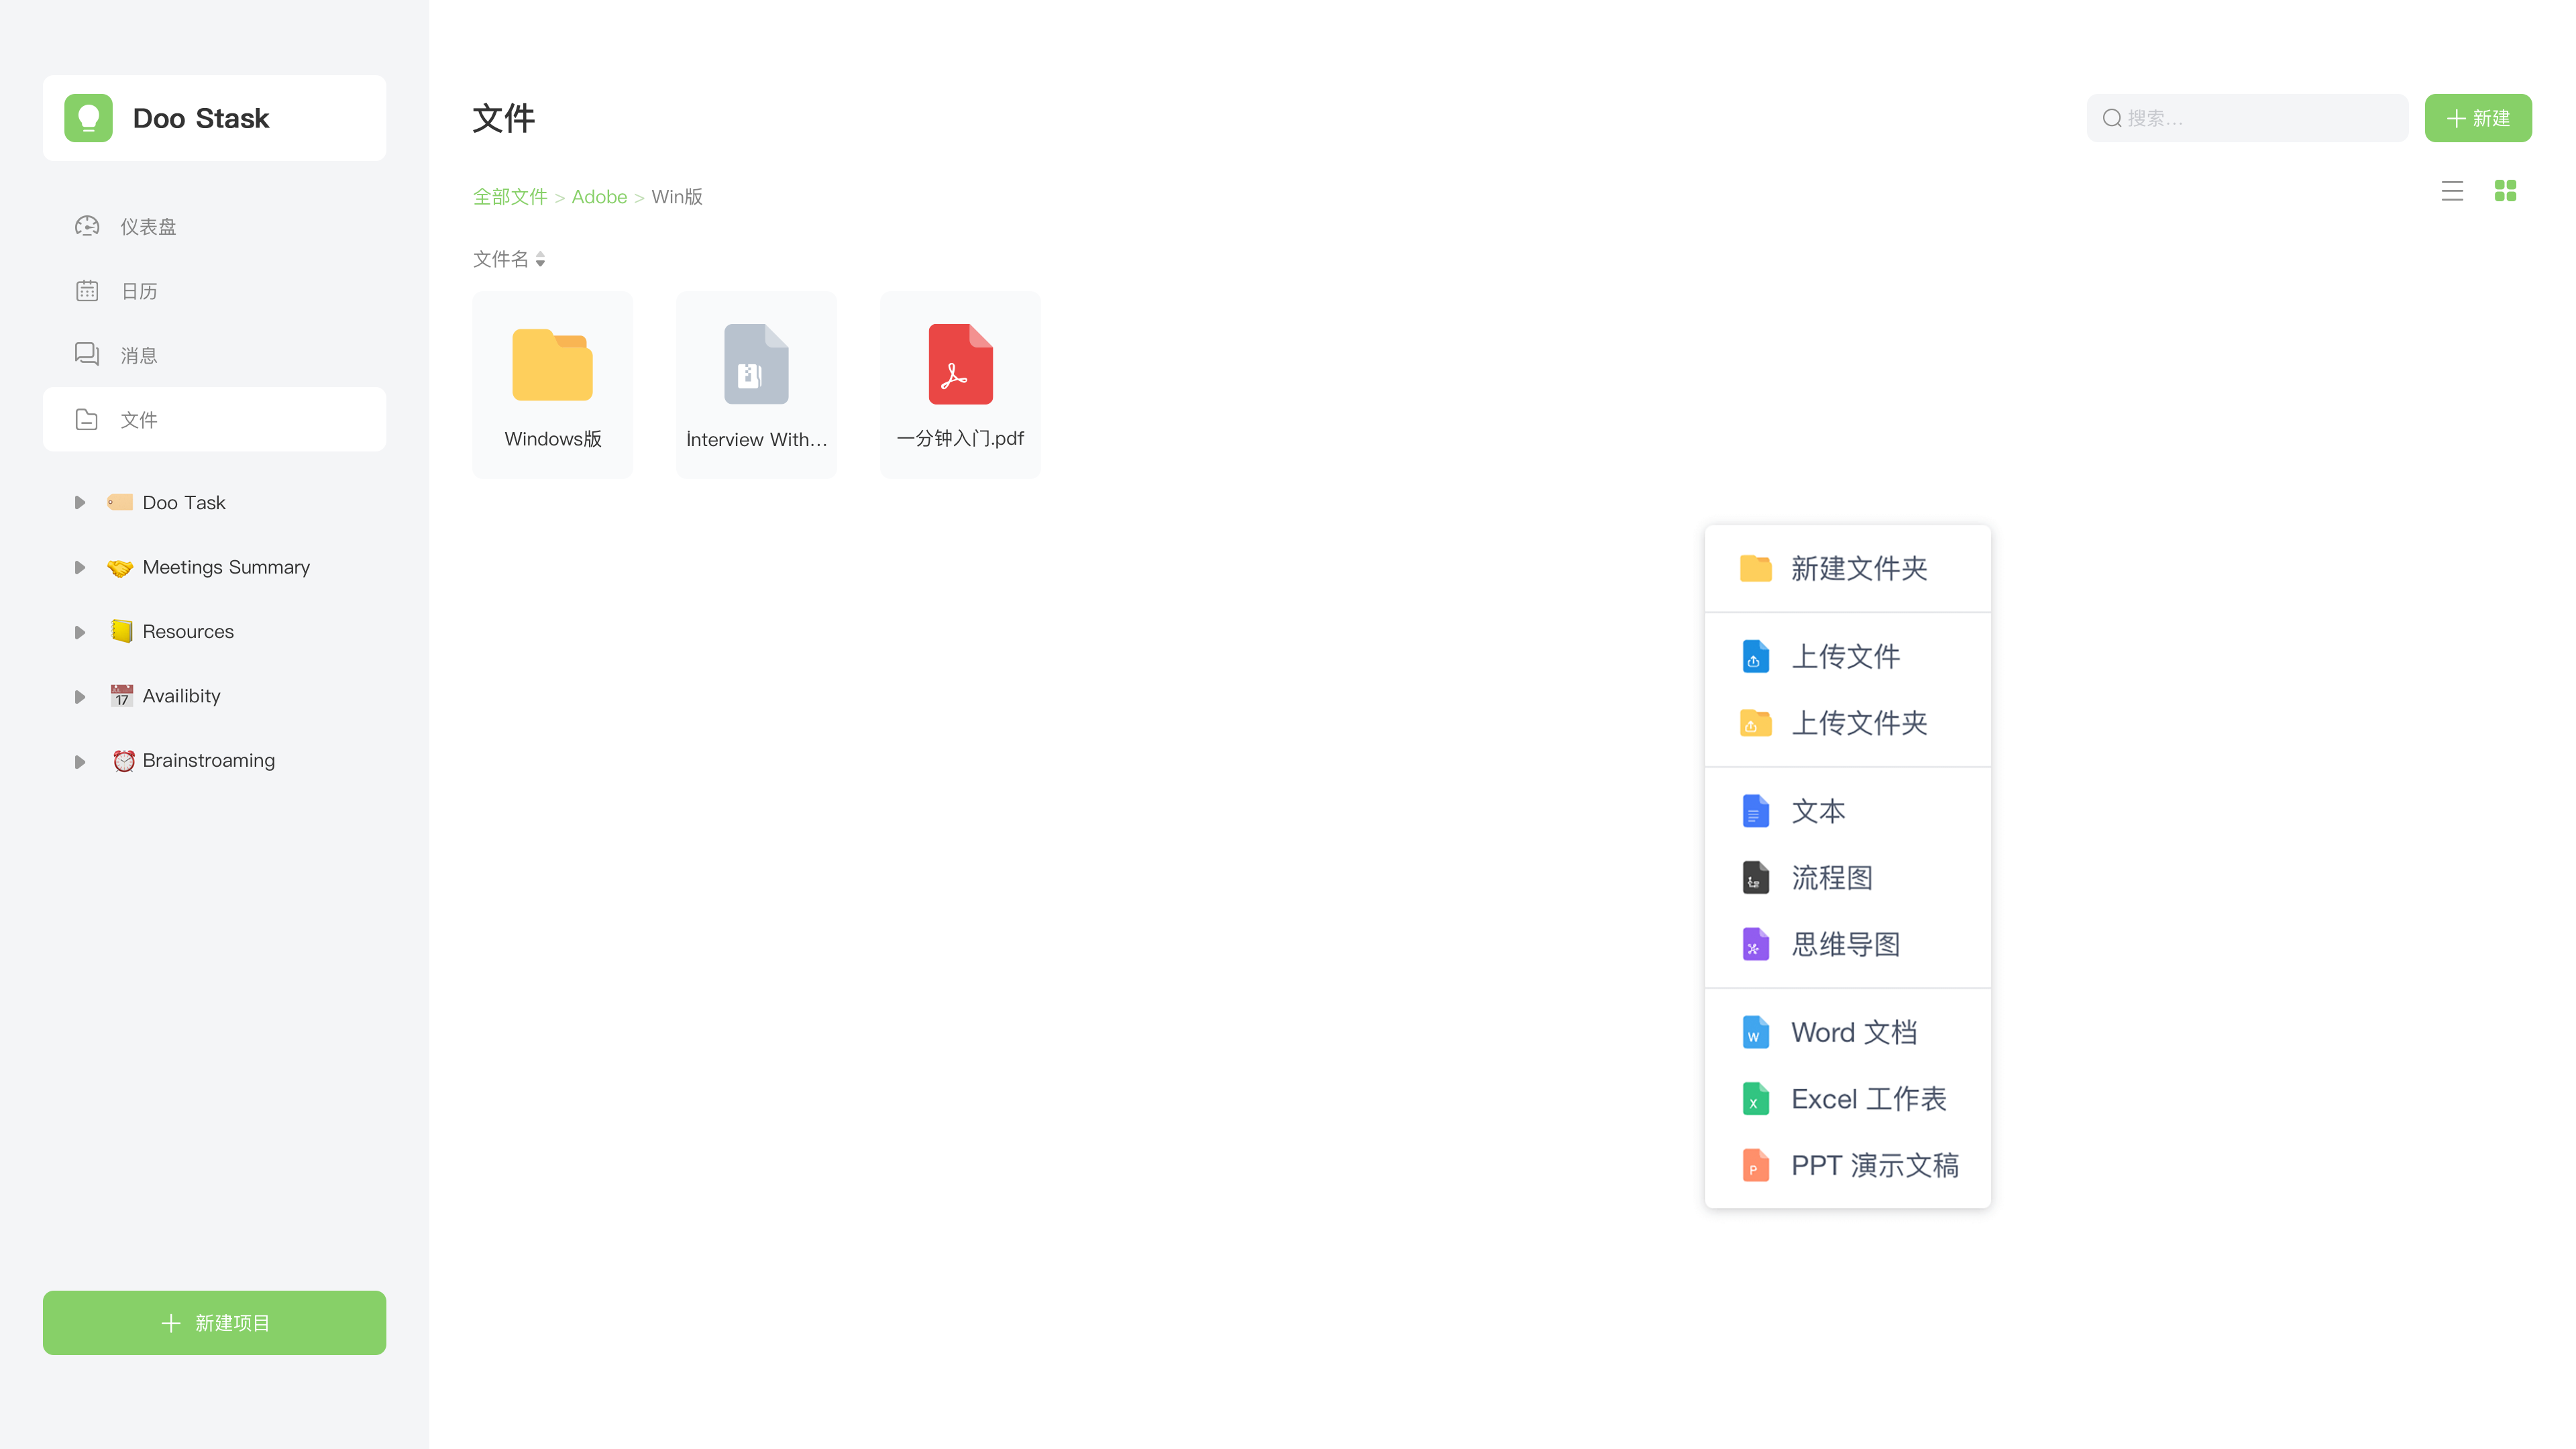 Doo Stask
仪表盘
日历
消息
文件
Doo Task
Meetings Summary
Resources
17
Availibity
Brainstroaming
新建项目
文件
搜索...
新建
全部文件 > Adobe > Win版
文件名
Windows版
İnterview With...
一分钟入门.pdf
新建文件夹
上传文件
上传文件夹
文本
流程图
思维导图
W
Word 文档
X
Excel 工作表
P
PPT 演示文稿